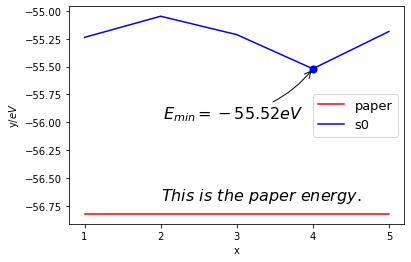 −55.00
−55.25
−55.50
−55.75
−56.00
−56.25
−56.50
−56.75
y/eV
E_min = −55.52eV
paper
s0
This is the paper energy.
1 2 3 4 5
x